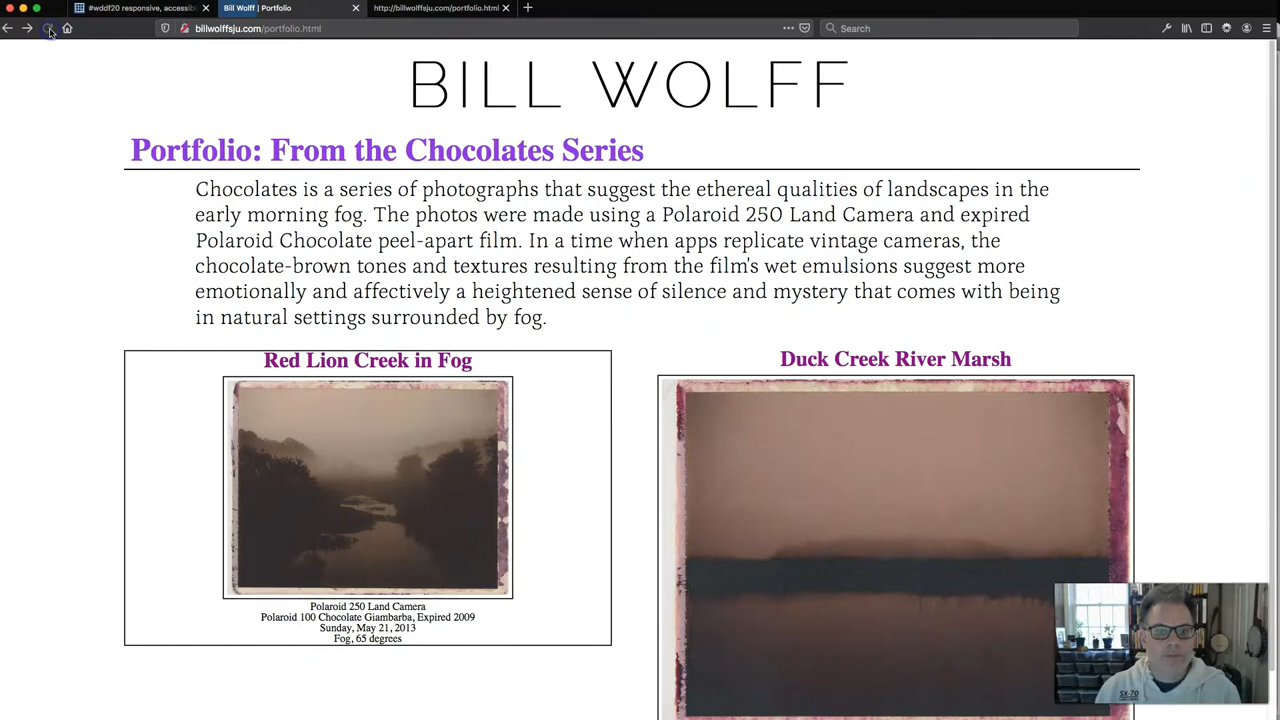 #wddf20 responsive, accessib
Bill Wolff | Portfolio
http://billwolffsju.com/portfolio.html
billwolffsju.com/portfolio.html
Search
BILL WOLFF
Portfolio: From the Chocolates Series
Chocolates is a series of photographs that suggest the ethereal qualities of landscapes in the
early morning fog. The photos were made using a Polaroid 250 Land Camera and expired
Polaroid Chocolate peel-apart film. In a time when apps replicate vintage cameras, the
chocolate-brown tones and textures resulting from the film's wet emulsions suggest more
emotionally and affectively a heightened sense of silence and mystery that comes with being
in natural settings surrounded by fog.
Red Lion Creek in Fog
Polaroid 250 Land Camera
Polaroid 100 Chocolate Giambarba, Expired 2009
Sunday, May 21, 2013
Fog, 65 degrees
Duck Creek River Marsh
SX-70